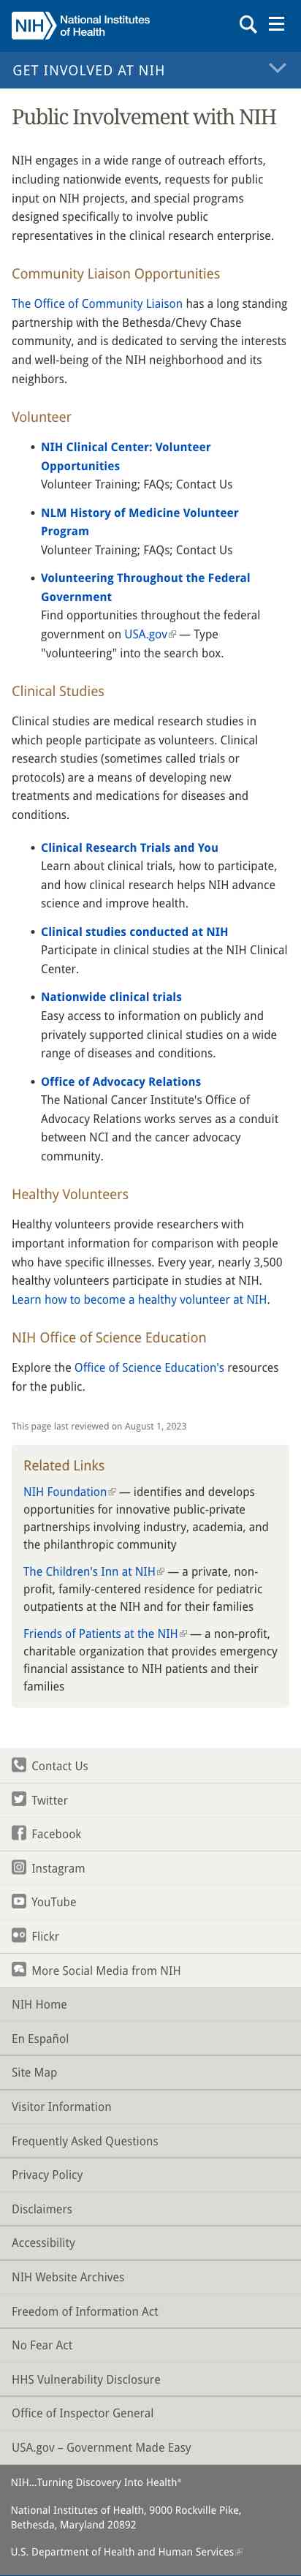 NIH National Institutes
of Health
GET INVOLVED AT NIH
Public Involvement with NIH
NIH engages in a wide range of outreach efforts,
including nationwide events, requests for public
input on NIH projects, and special programs
designed specifically to involve public
representatives in the clinical research enterprise.
Community Liaison Opportunities
The Office of Community Liaison has a long standing
partnership with the Bethesda/Chevy Chase
community, and is dedicated to serving the interests
and well-being of the NIH neighborhood and its
neighbors.
Volunteer
• NIH Clinical Center: Volunteer
Opportunities
Volunteer Training; FAQs; Contact Us
• NLM History of Medicine Volunteer
Program
Volunteer Training; FAQs; Contact Us
• Volunteering Throughout the Federal
Government
Find opportunities throughout the federal
government on USA.gov — Type
"volunteering" into the search box.
Clinical Studies
Clinical studies are medical research studies in
which people participate as volunteers. Clinical
research studies (sometimes called trials or
protocols) are a means of developing new
treatments and medications for diseases and
conditions.
• Clinical Research Trials and You
Learn about clinical trials, how to participate,
and how clinical research helps NIH advance
science and improve health.
• Clinical studies conducted at NIH
Participate in clinical studies at the NIH Clinical
Center.
• Nationwide clinical trials
Easy access to information on publicly and
privately supported clinical studies on a wide
range of diseases and conditions.
• Office of Advocacy Relations
The National Cancer Institute's Office of
Advocacy Relations works serves as a conduit
between NCI and the cancer advocacy
community.
Healthy Volunteers
Healthy volunteers provide researchers with
important information for comparison with people
who have specific illnesses. Every year, nearly 3,500
healthy volunteers participate in studies at NIH.
Learn how to become a healthy volunteer at NIH.
NIH Office of Science Education
Explore the Office of Science Education's resources
for the public.
This page last reviewed on August 1, 2023
Related Links
NIH Foundation — identifies and develops
opportunities for innovative public-private
partnerships involving industry, academia, and
the philanthropic community
The Children's Inn at NIH — a private, non-
profit, family-centered residence for pediatric
outpatients at the NIH and for their families
Friends of Patients at the NIH — a non-profit,
charitable organization that provides emergency
financial assistance to NIH patients and their
families
Contact Us
Twitter
Facebook
Instagram
YouTube
Flickr
More Social Media from NIH
NIH Home
En Español
Site Map
Visitor Information
Frequently Asked Questions
Privacy Policy
Disclaimers
Accessibility
NIH Website Archives
Freedom of Information Act
No Fear Act
HHS Vulnerability Disclosure
Office of Inspector General
USA.gov – Government Made Easy
NIH...Turning Discovery Into Health®
National Institutes of Health, 9000 Rockville Pike,
Bethesda, Maryland 20892
U.S. Department of Health and Human Services